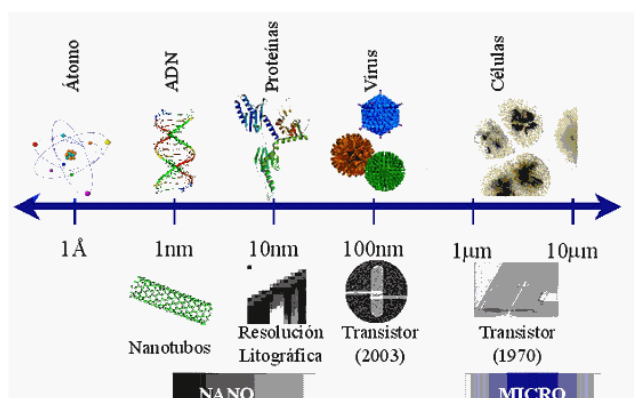 Átomo
ADN
Proteínas
Virus
Células
1Å
1nm
10nm
100nm
1µm
10µm
Nanotubos
Resolución
Litográfica
Transistor
(2003)
Transistor
(1970)
NANO
MICRO